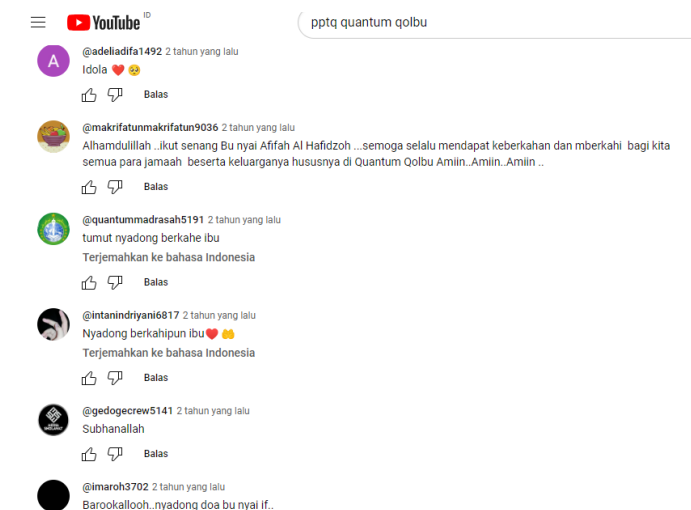 YouTube ID
pptq quantum qolbu
A
@adeliadifa1492 2 tahun yang lalu
Idola ❤️ 🥺
Balas
@makrifatunmakrifatun9036 2 tahun yang lalu
Alhamdulillah ..ikut senang Bu nyai Afifah Al Hafidzoh ...semoga selalu mendapat keberkahan dan mberkahi bagi kita
semua para jamaah beserta keluarganya hususnya di Quantum Qolbu Amiin..Amiin..Amiin ..
Balas
@quantummadrasah5191 2 tahun yang lalu
tumut nyadong berkahe ibu
Terjemahkan ke bahasa Indonesia
Balas
@intanindriyani6817 2 tahun yang lalu
Nyadong berkahipun ibu❤️ 🤲
Terjemahkan ke bahasa Indonesia
Balas
@gedogecrew5141 2 tahun yang lalu
Subhanallah
Balas
@imaroh3702 2 tahun yang lalu
Barookallooh..nyadong doa bu nyai if..